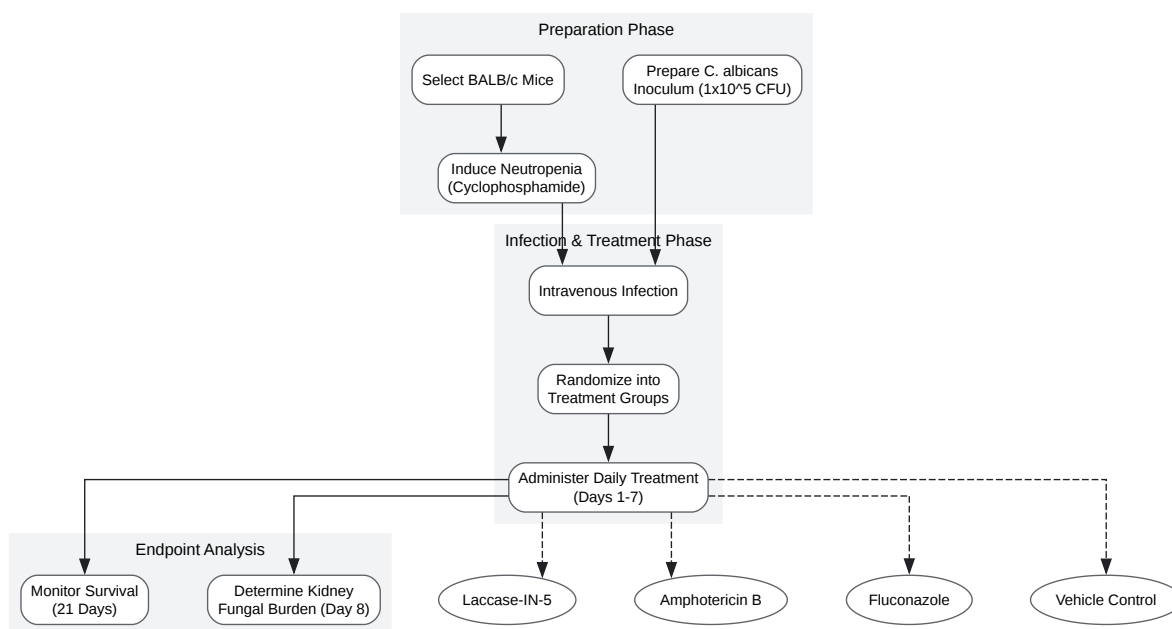 Preparation Phase
Select BALB/c Mice
Prepare C. albicans
Inoculum (1x10^5 CFU)
Induce Neutropenia
(Cyclophosphamide)
Infection & Treatment Phase
Intravenous Infection
Randomize into
Treatment Groups
Administer Daily Treatment
(Days 1-7)
Endpoint Analysis
Monitor Survival
(21 Days)
Determine Kidney
Fungal Burden (Day 8)
Laccase-IN-5
Amphotericin B
Fluconazole
Vehicle Control